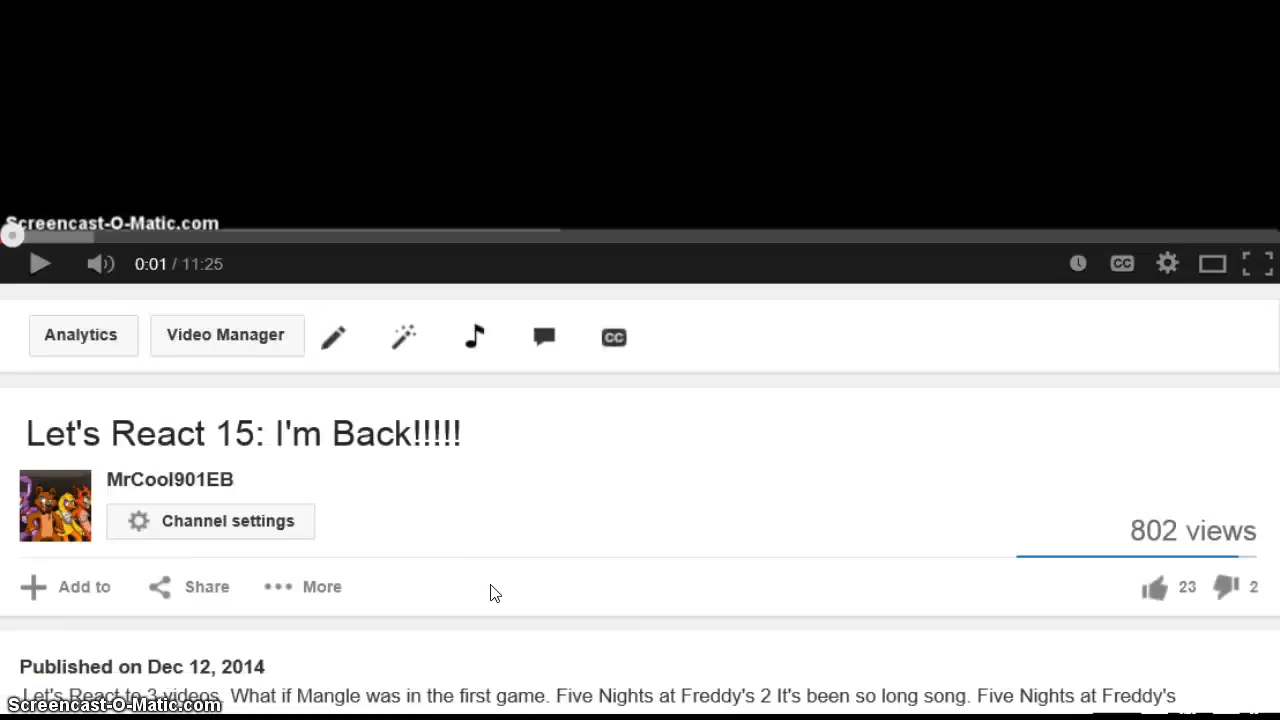 Screencast-O-Matic.com
0:01 / 11:25
CC
Analytics
Video Manager
CC
Let's React 15: I'm Back!!!!!
MrCool901EB
Channel settings
802 views
Add to
Share
More
23
2
Published on Dec 12, 2014
Let's React to 3 videos. What if Mangle was in the first game. Five Nights at Freddy's 2 It's been so long song. Five Nights at Freddy's
Screencast-O-Matic.com